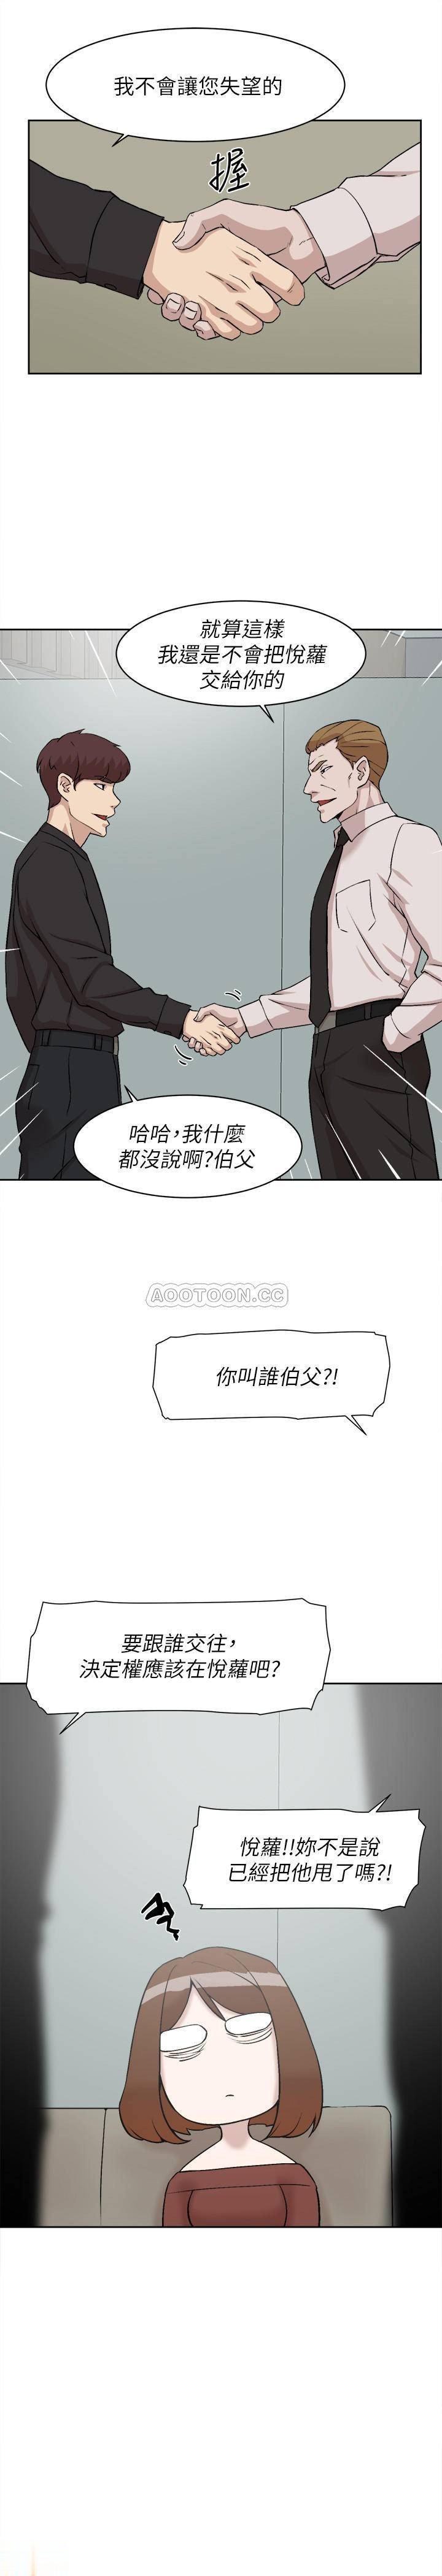 我不會讓您失望的
握
就算這樣
我還是不會把悅蘿
交給你的
哈哈，我什麼
都沒說啊?伯父
AOOTOON.CC
你叫誰伯父?!
要跟誰交往，
決定權應該在悅蘿吧?
悅蘿!!妳不是說
已經把他甩了嗎?!